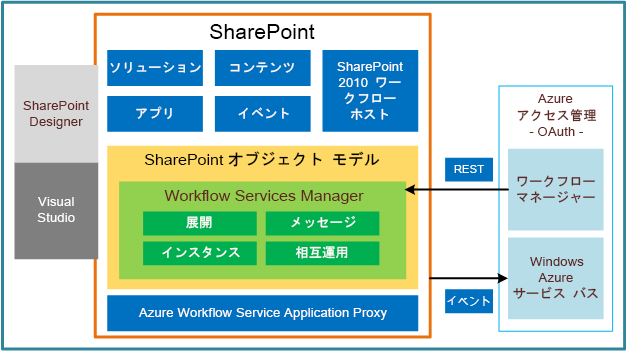 SharePoint
ソリューション
コンテンツ
SharePoint
2010 ワー
クフロー
ホスト
アプリ
イベント
SharePoint
Designer
Visual
Studio
SharePoint オブジェクト モデル
Workflow Services Manager
展開
メッセージ
インスタンス
相互運用
Azure Workflow Service Application Proxy
REST
イベント
Azure
アクセス管理
- OAuth -
ワークフロー
マネージャー
Windows
Azure
サービス バス